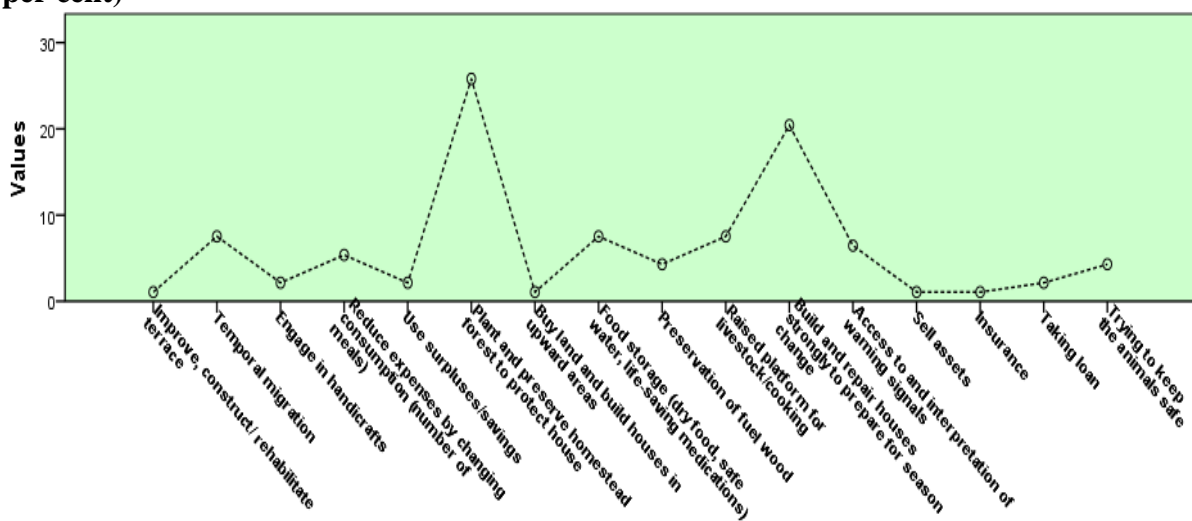 per cent)
Values
30
20
10
0
Improve, construct/ rehabilitate
terrace
Temporal migration
Engage in handicrafts
Reduce expenses by changing
consumption (number of
meals)
Use surpluses/savings
Plant and preserve homestead
forest to protect house
Buy land and build houses in
upward areas
Food storage (dry food, safe
water, life-saving medications)
Preservation of fuel wood
Raised platform for
livestock/cooking
Build and repair houses
strongly to prepare for season
change
Access to and interpretation of
warning signals
Sell assets
Insurance
Taking loan
Trying to keep
the animals safe